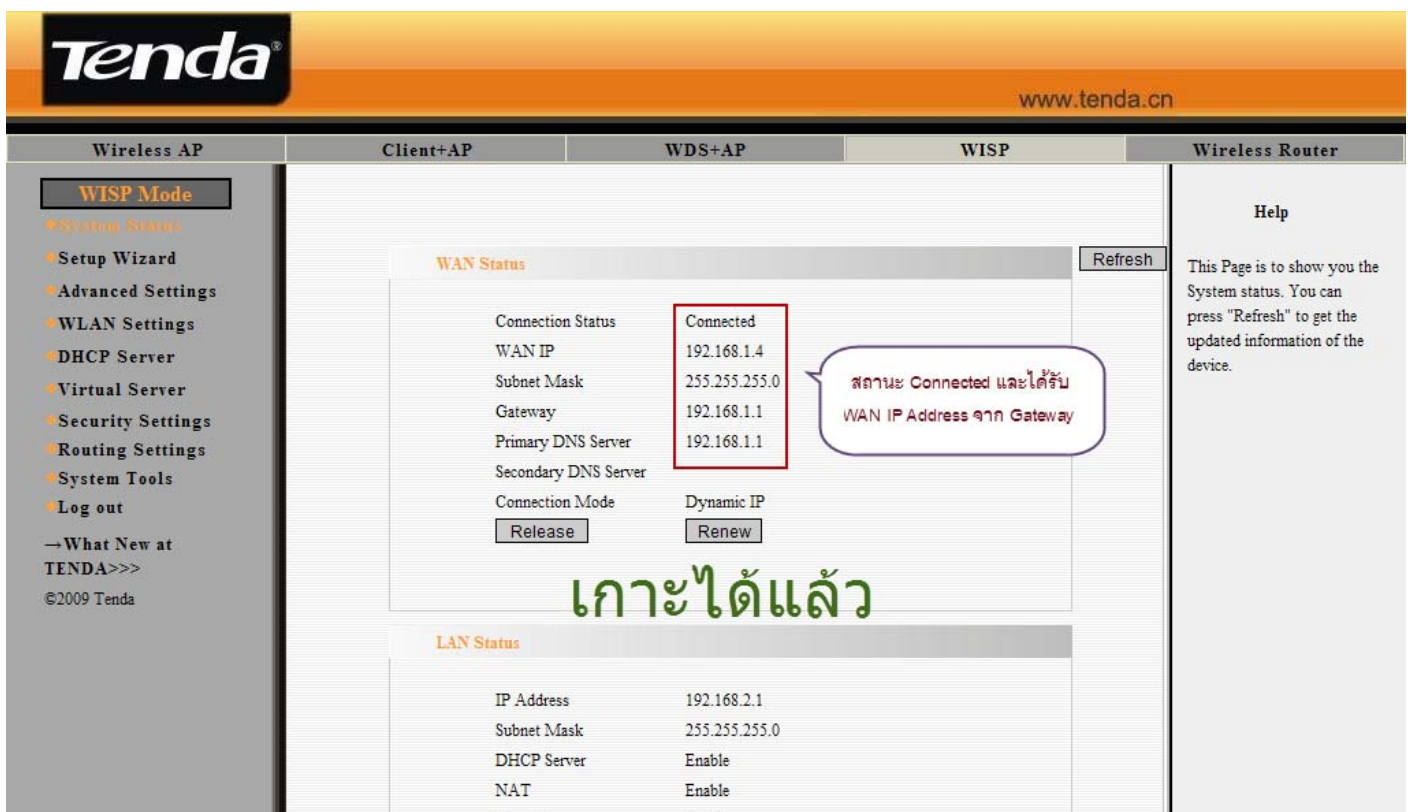 Tenda®
www.tenda.cn
Wireless AP
Client+AP
WDS+AP
WISP
Wireless Router
WISP Mode
System Status
Setup Wizard
Advanced Settings
WLAN Settings
DHCP Server
Virtual Server
Security Settings
Routing Settings
System Tools
Log out
→What New at
TENDA>>>
©2009 Tenda
WAN Status
Refresh
Connection Status Connected
WAN IP 192.168.1.4
Subnet Mask 255.255.255.0
Gateway 192.168.1.1
Primary DNS Server 192.168.1.1
Secondary DNS Server
Connection Mode Dynamic IP
Release Renew
สถานะ Connected และได้รับ
WAN IP Address จาก Gateway
เกาะได้แล้ว
LAN Status
IP Address 192.168.2.1
Subnet Mask 255.255.255.0
DHCP Server Enable
NAT Enable
Help
This Page is to show you the
System status. You can
press "Refresh" to get the
updated information of the
device.